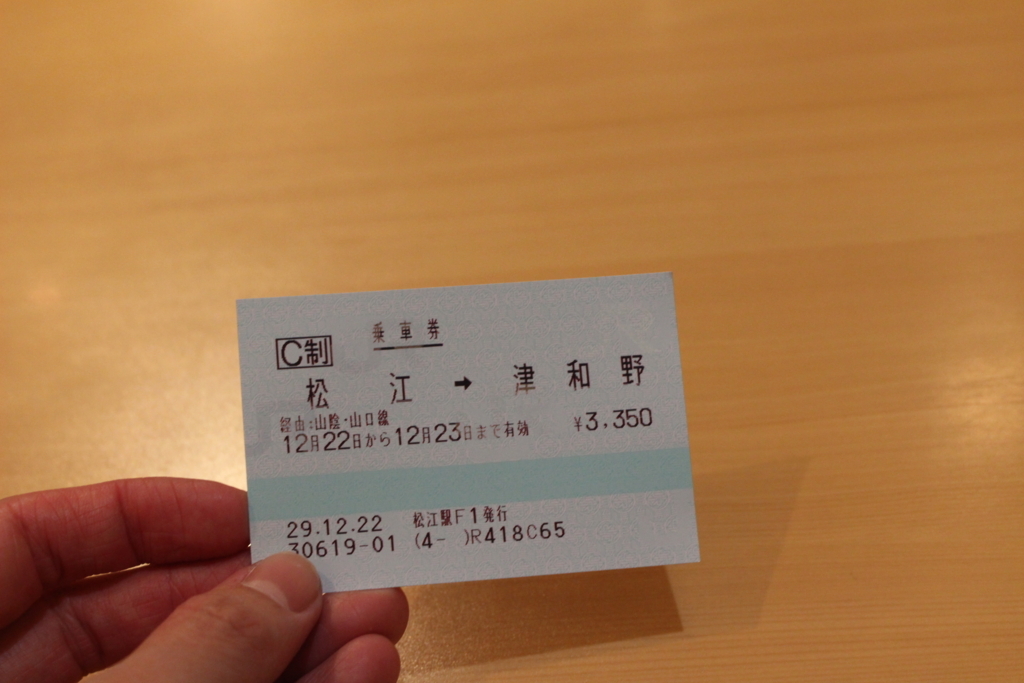 乗車券
C制
松江 → 津和野
経由:山陰・山口線
12月22日から12月23日まで有効 ¥3,350
29.12.22 松江駅F1発行
30619-01 (4- )R418C65